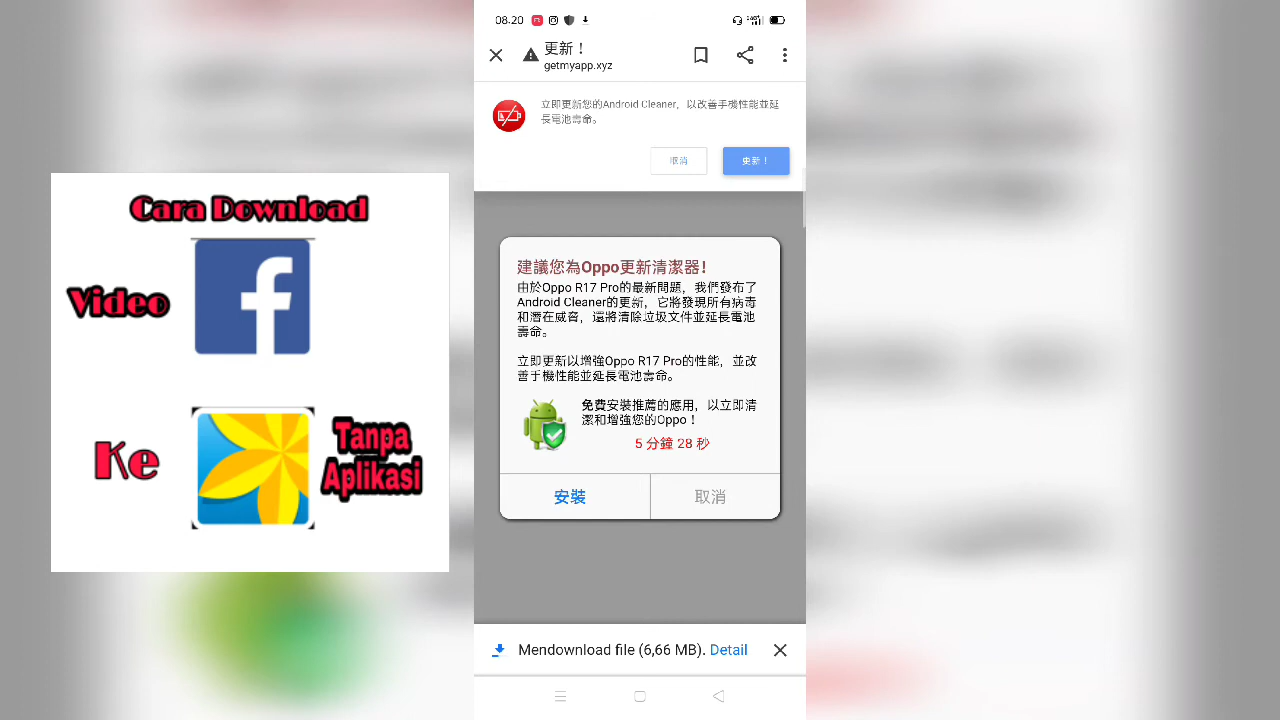 Cara Download
Video
Ke
Tanpa
Aplikasi
08.20
更新！
getmyapp.xyz
立即更新您的Android Cleaner，以改善手機性能並延
長電池壽命。
取消
更新！
建議您為Oppo更新清潔器！
由於Oppo R17 Pro的最新問題，我們發布了
Android Cleaner的更新，它將發現所有病毒
和潛在威脅，還將清除垃圾文件並延長電池
壽命。
立即更新以增強Oppo R17 Pro的性能，並改
善手機性能並延長電池壽命。
免費安裝推薦的應用，以立即清
潔和增強您的Oppo！
5 分鐘 28 秒
安裝
取消
Mendownload file (6,66 MB). Detail